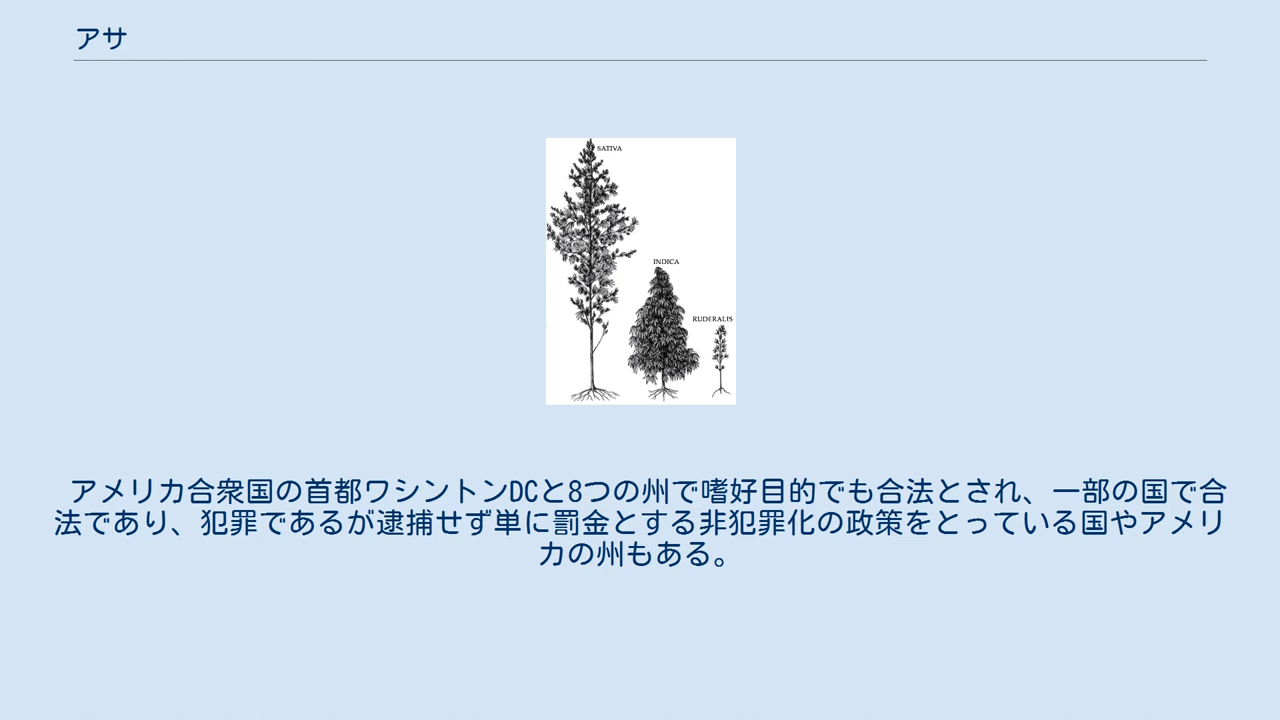 アサ
SATIVA
INDICA
RUDERALIS
アメリカ合衆国の首都ワシントンDCと8つの州で嗜好目的でも合法とされ、一部の国で合
法であり、犯罪であるが逮捕せず単に罰金とする非犯罪化の政策をとっている国やアメリ
カの州もある。